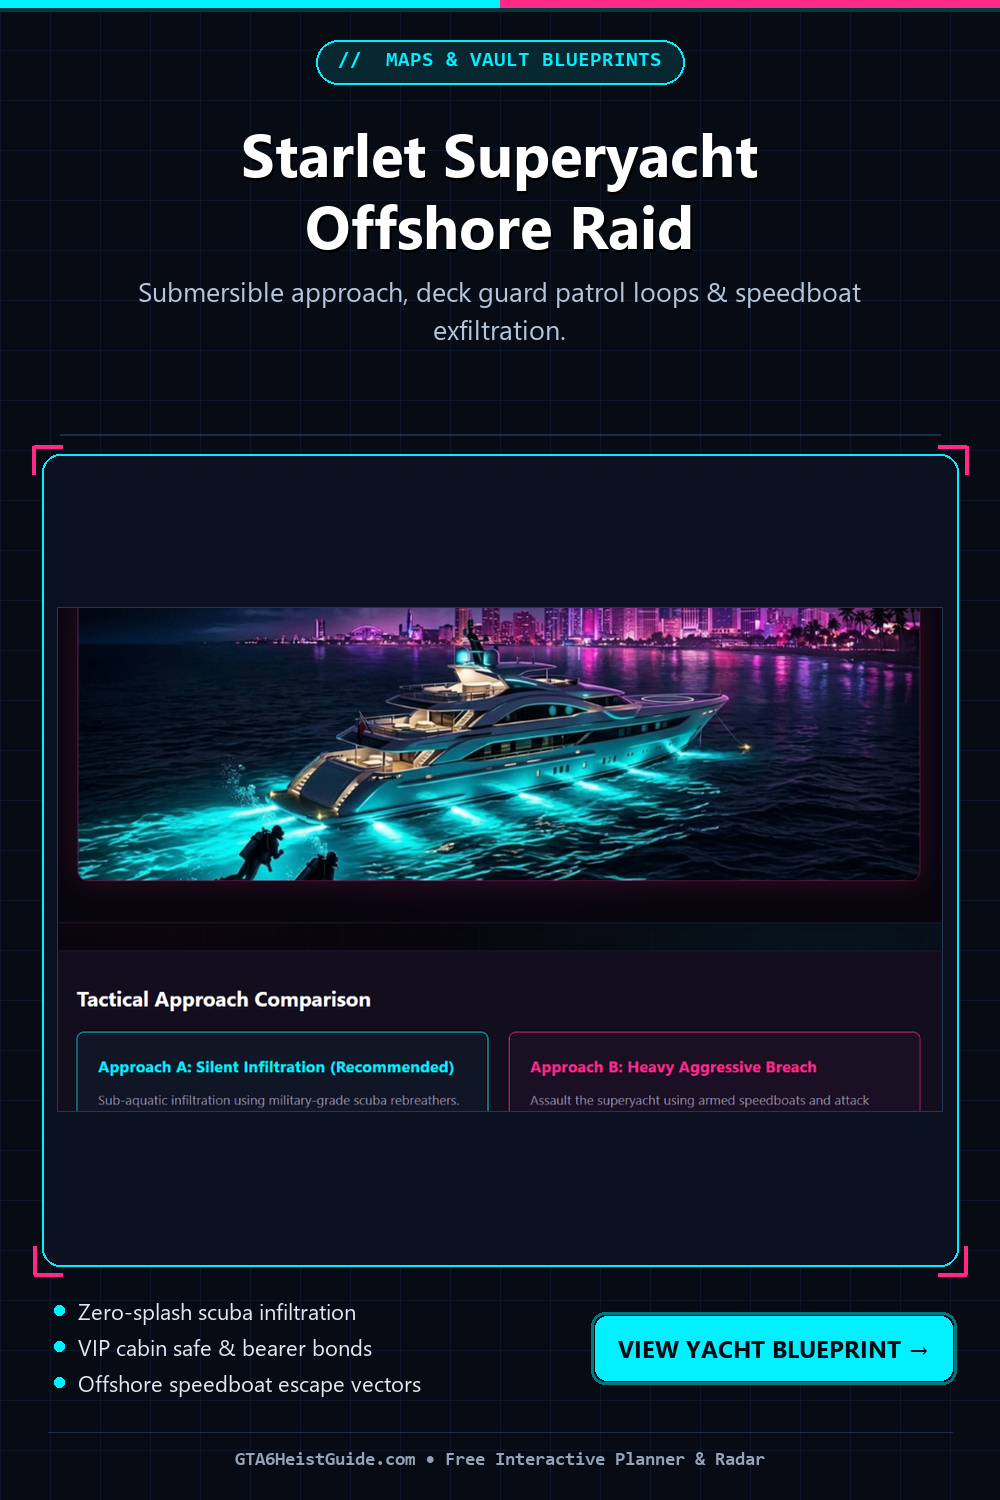 // MAPS & VAULT BLUEPRINTS
Starlet Superyacht
Offshore Raid
Submersible approach, deck guard patrol loops & speedboat
exfiltration.
Tactical Approach Comparison
Approach A: Silent Infiltration (Recommended)
Sub-aquatic infiltration using military-grade scuba rebreathers.
Approach B: Heavy Aggressive Breach
Assault the superyacht using armed speedboats and attack
Zero-splash scuba infiltration
VIP cabin safe & bearer bonds
Offshore speedboat escape vectors
VIEW YACHT BLUEPRINT →
GTA6HeistGuide.com • Free Interactive Planner & Radar